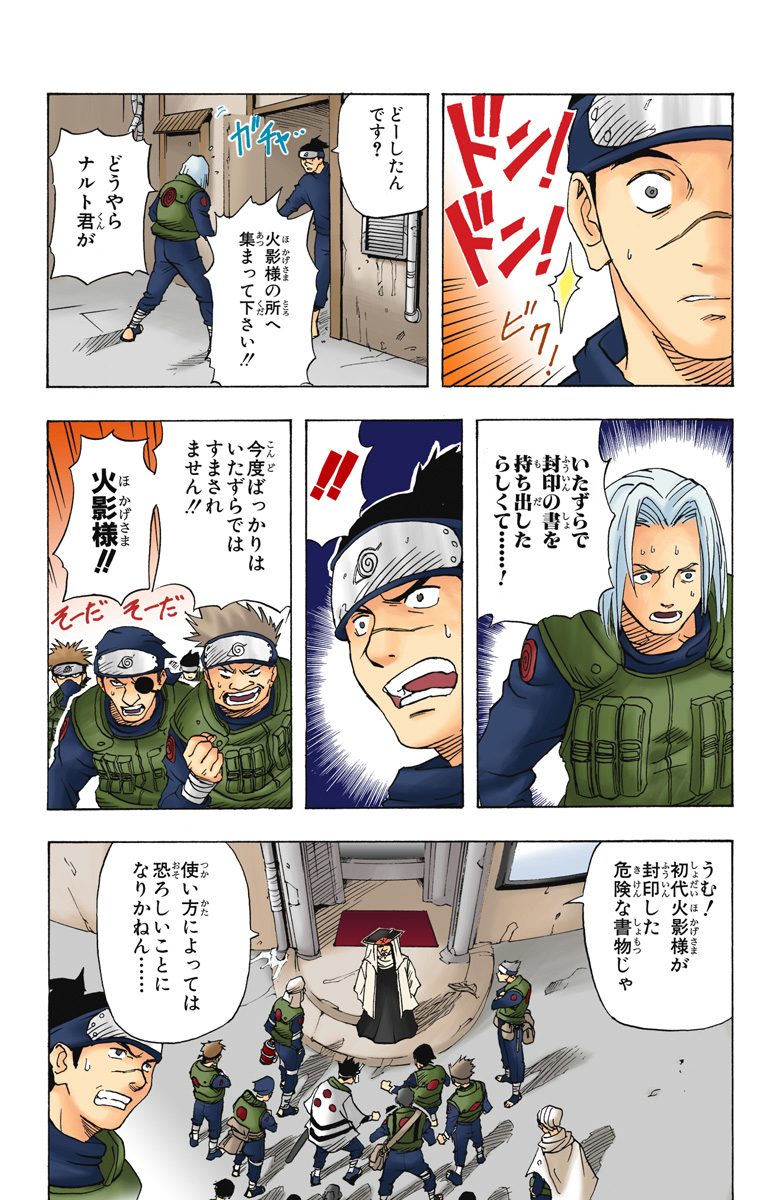 ドン！
ドン！
ビク！
どーしたん
です？
ガチャ…
火影様の所へ
集まって下さい!!
どうやら
ナルト君が
いたずらで
封印の書を
持ち出した
らしくて……！
!!
今度ばっかりは
いたずらでは
すまされ
ません!!
火影様!!
そーだ
そーだ
うむ！
初代火影様が
封印した
危険な書物じゃ
使い方によっては
恐ろしいことに
なりかねん……